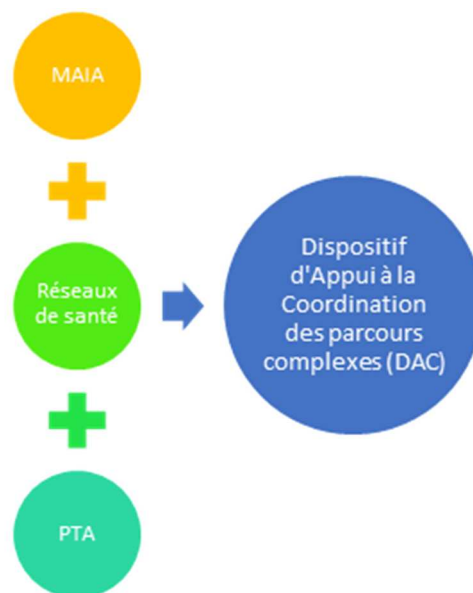 MAIA
Réseaux
de santé
PTA
Dispositif
d'Appui à la
Coordination
des parcours
complexes (DAC)